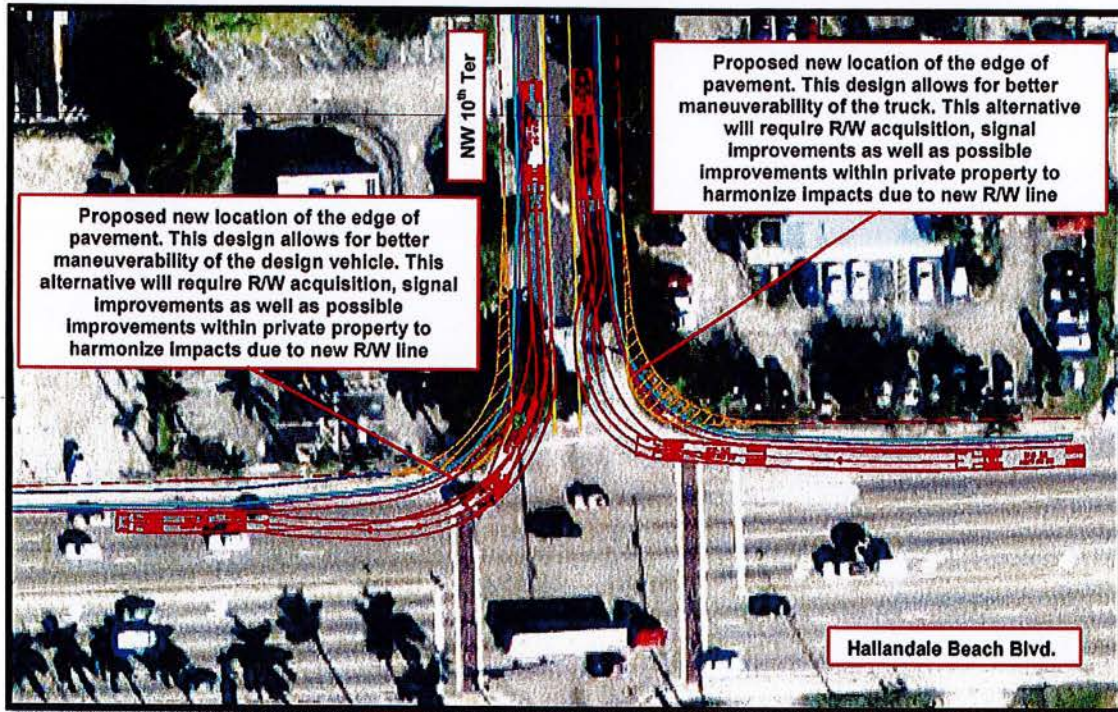 NW 10th Ter
Proposed new location of the edge of
pavement. This design allows for better
maneuverability of the truck. This alternative
will require R/W acquisition, signal
improvements as well as possible
improvements within private property to
harmonize impacts due to new R/W line
Proposed new location of the edge of
pavement. This design allows for better
maneuverability of the design vehicle. This
alternative will require R/W acquisition, signal
improvements as well as possible
improvements within private property to
harmonize impacts due to new R/W line
Hallandale Beach Blvd.